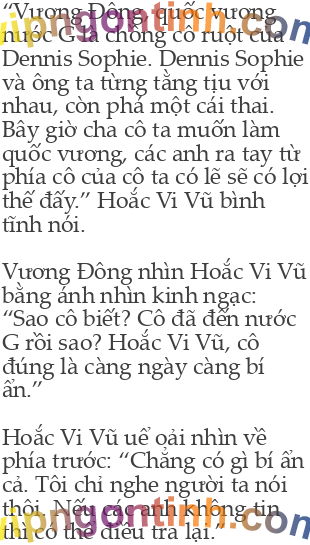 “Vương Đông, quốc vương
nước G là chồng cô ruột của
Dennis Sophie. Dennis Sophie
và ông ta từng tằng tịu với
nhau, còn phá một cái thai.
Bây giờ cha cô ta muốn làm
quốc vương, các anh ra tay từ
phía cô của cô ta có lẽ sẽ có lợi
thế đấy.” Hoắc Vi Vũ bình
tĩnh nói.
Vương Đông nhìn Hoắc Vi Vũ
bằng ánh nhìn kinh ngạc:
“Sao cô biết? Cô đã đến nước
G rồi sao? Hoắc Vi Vũ, cô
đúng là càng ngày càng bí
ẩn.”
Hoắc Vi Vũ uể oải nhìn về
phía trước: “Chẳng có gì bí ẩn
cả. Tôi chỉ nghe người ta nói
thôi. Nếu các anh không tin
thì có thể điều tra lại.”
vipngontinh.com
vipngontinh.com